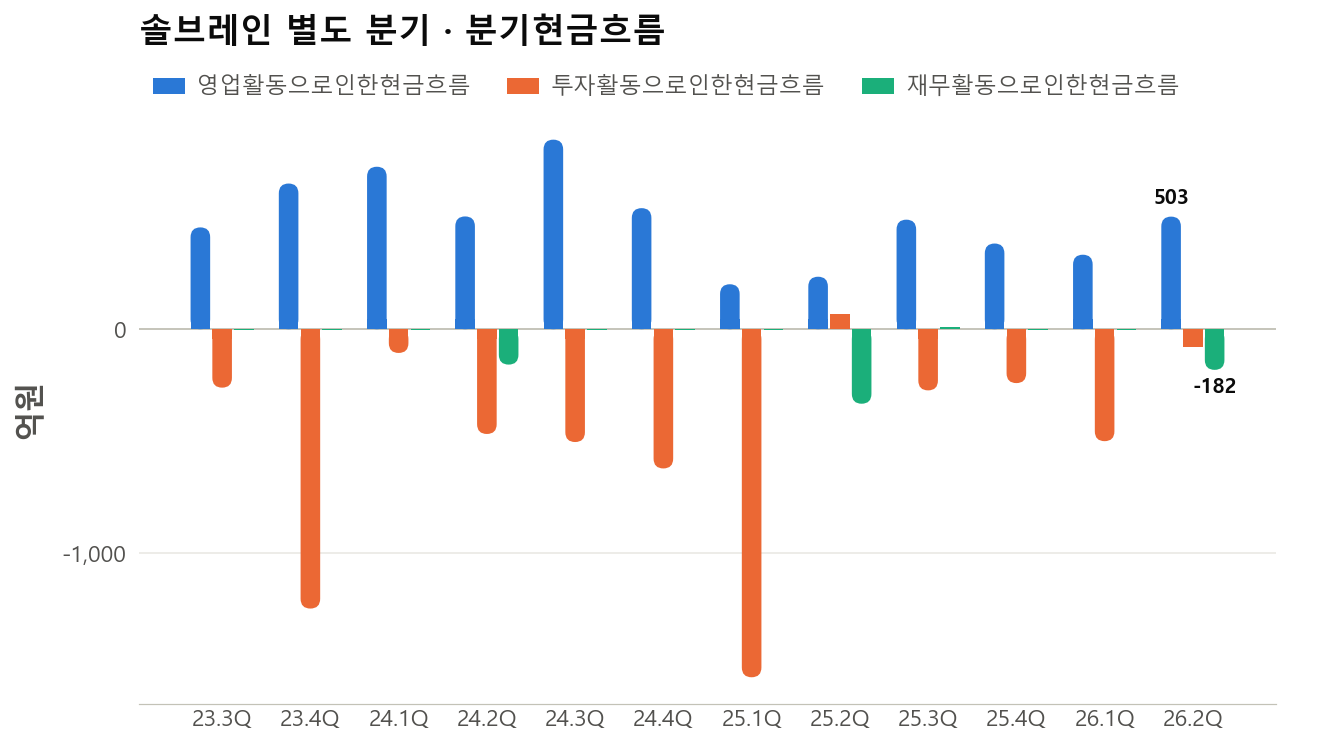 솔브레인 별도 분기 · 분기현금흐름
영업활동으로인한현금흐름 투자활동으로인한현금흐름 재무활동으로인한현금흐름
503
0
억원
-182
-1,000
23.3Q 23.4Q 24.1Q 24.2Q 24.3Q 24.4Q 25.1Q 25.2Q 25.3Q 25.4Q 26.1Q 26.2Q